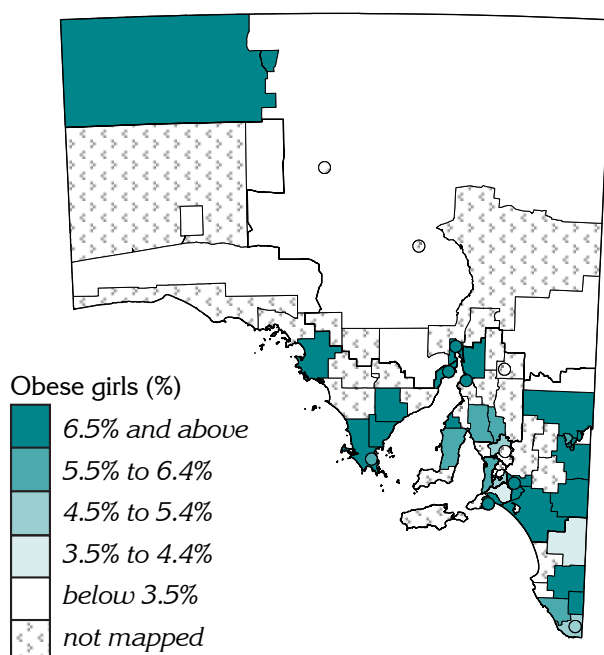 Obese girls (%)
6.5% and above
5.5% to 6.4%
4.5% to 5.4%
3.5% to 4.4%
below 3.5%
not mapped